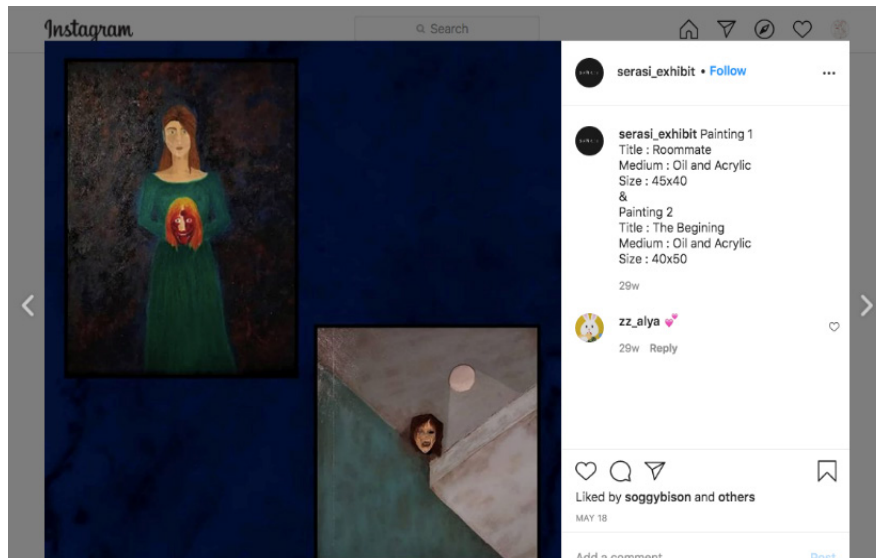 Instagram
Search
serasi_exhibit • Follow
serasi_exhibit Painting 1
Title : Roommate
Medium : Oil and Acrylic
Size : 45x40
&
Painting 2
Title : The Begining
Medium : Oil and Acrylic
Size : 40x50
29w
zz_alya 💞
29w Reply
Liked by soggybison and others
MAY 18
Add a comment... Post